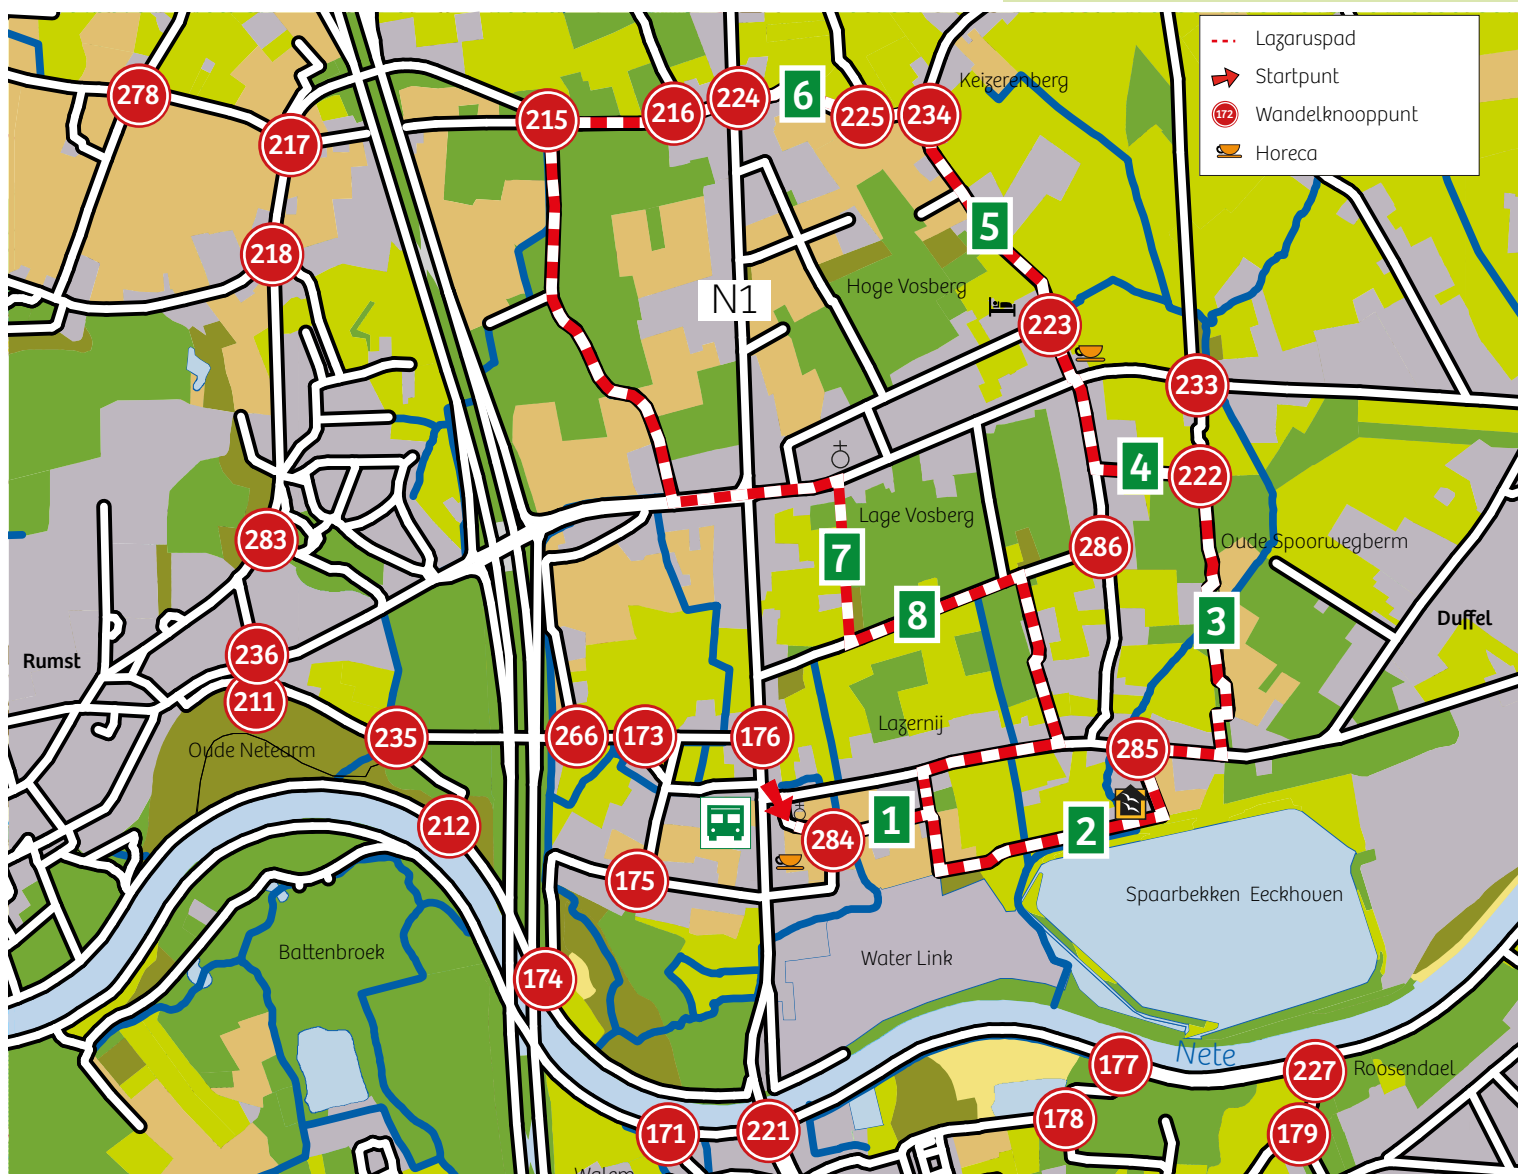 Lazaruspad
Startpunt
172 Wandelknooppunt
Horeca
Keizerenberg
278
215
216
224
6
225
234
217
5
218
Hoge Vosberg
N1
223
233
4
222
Lage Vosberg
283
7
286
Oude Spoorwegberm
8
3
Duffel
Rumst
236
211
Lazernij
Oude Netearm
235
266
173
176
285
212
284
1
2
175
Spaarbekken Eeckhoven
Battenbroek
Water Link
174
Nete
177
227
Roosendael
178
171
221
179
Walem